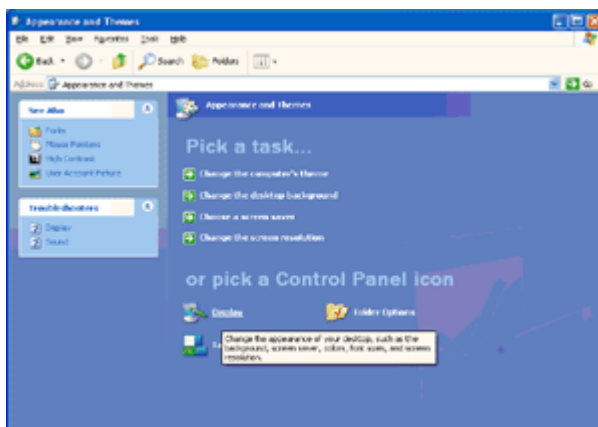 Appearance and Themes
File Edit View Favorites Tools Help
Back Search Folders
Address Appearance and Themes
See Also
Fonts
Mouse Pointers
High Contrast
User Account Picture
Troubleshooters
Display
Sound
Appearance and Themes
Pick a task...
Change the computer's theme
Change the desktop background
Choose a screen saver
Change the screen resolution
or pick a Control Panel icon
Display
Folder Options
Change the appearance of your desktop, such as the
background, screen saver, colors, font sizes, and screen
resolution.